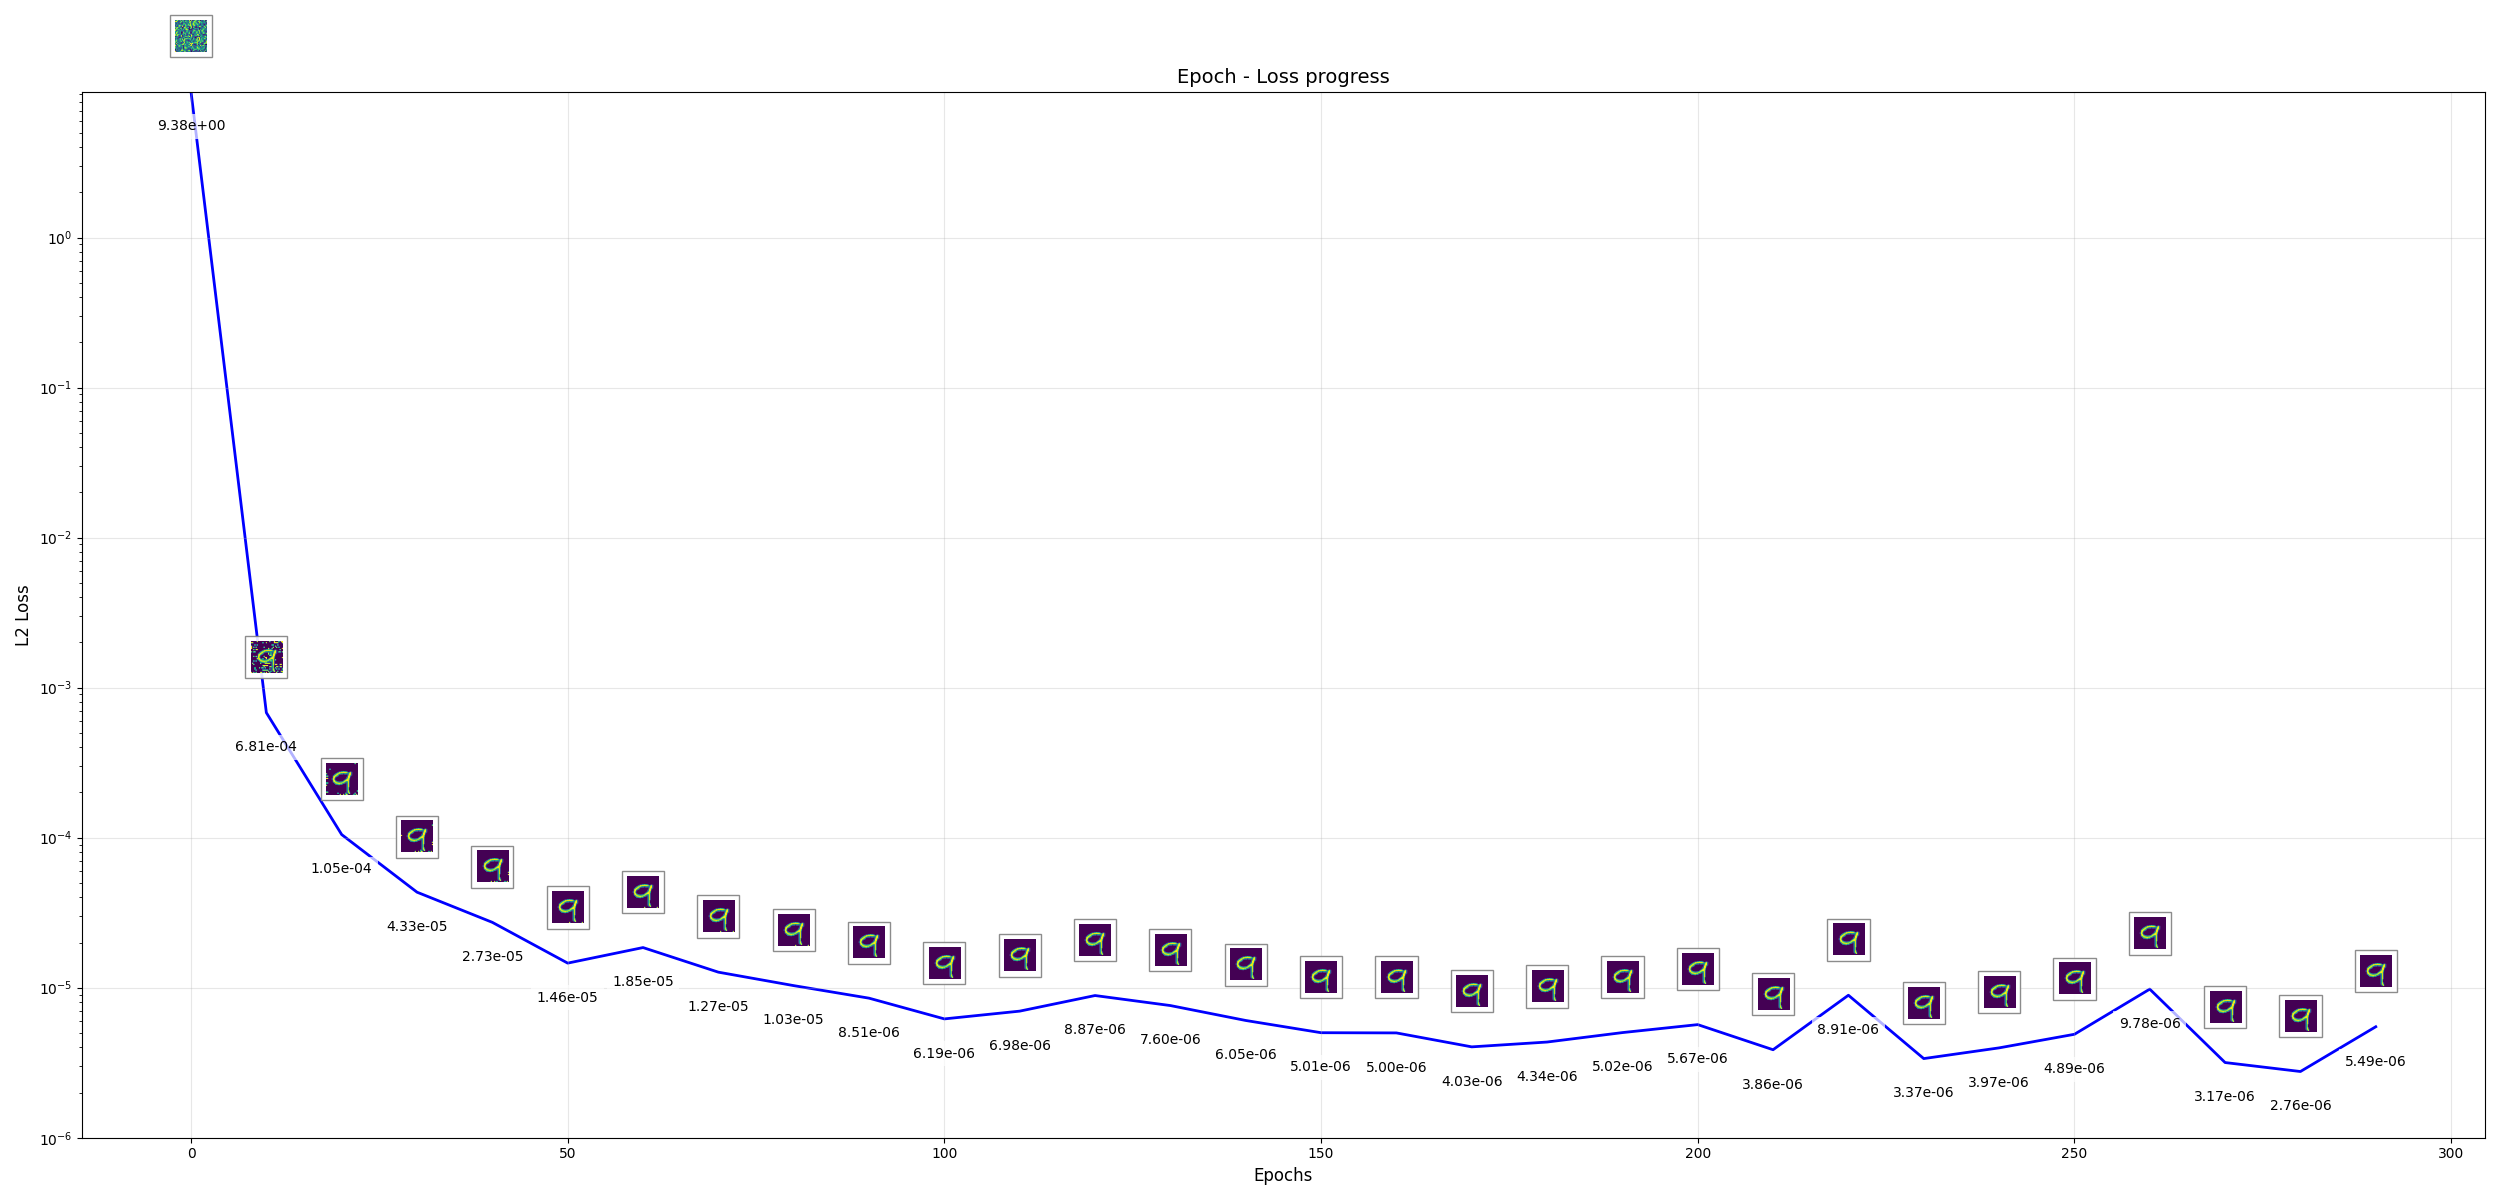 Epoch - Loss progress
L2 Loss
10⁰
10⁻¹
10⁻²
10⁻³
10⁻⁴
10⁻⁵
10⁻⁶
9.38e+00
6.81e-04
1.05e-04
4.33e-05
2.73e-05
1.46e-05
1.85e-05
1.27e-05
1.03e-05
8.51e-06
6.19e-06
6.98e-06
8.87e-06
7.60e-06
6.05e-06
5.01e-06
5.00e-06
4.03e-06
4.34e-06
5.02e-06
5.67e-06
3.86e-06
8.91e-06
3.37e-06
3.97e-06
4.89e-06
9.78e-06
3.17e-06
2.76e-06
5.49e-06
0 50 100 150 200 250 300
Epochs